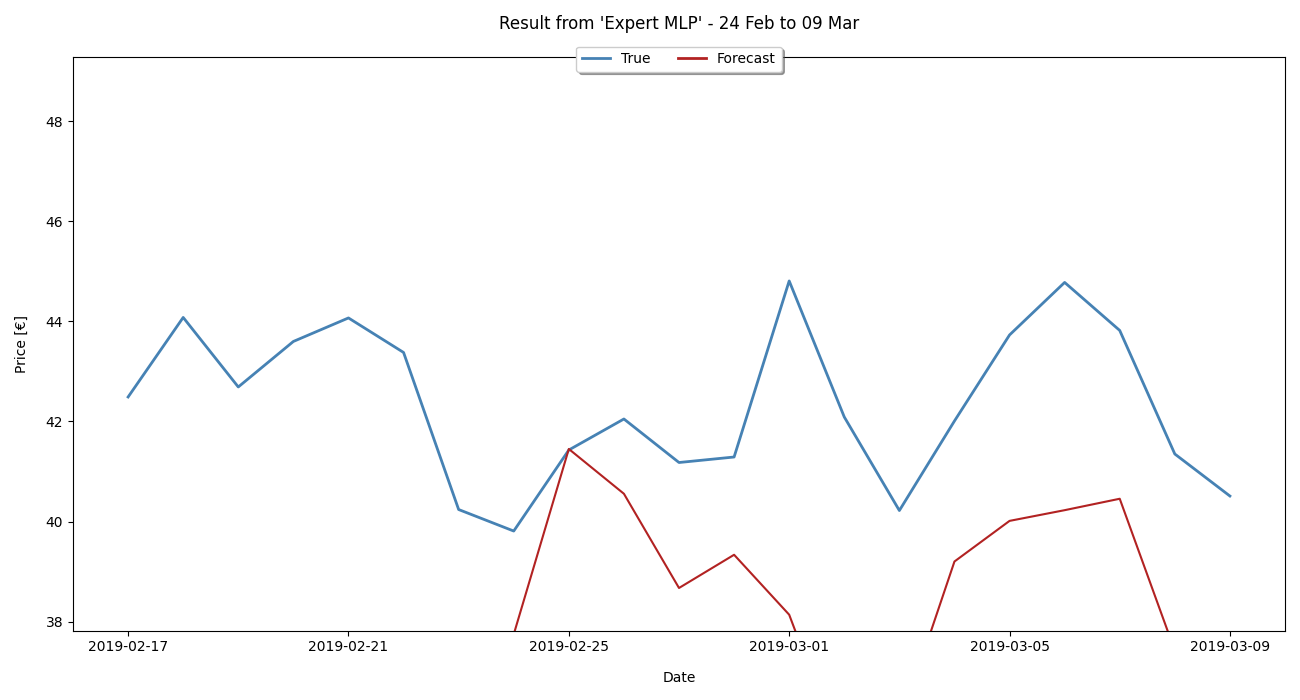 Result from 'Expert MLP' - 24 Feb to 09 Mar
True Forecast
48
46
44
42
40
38
Price [€]
2019-02-17 2019-02-21 2019-02-25 2019-03-01 2019-03-05 2019-03-09
Date